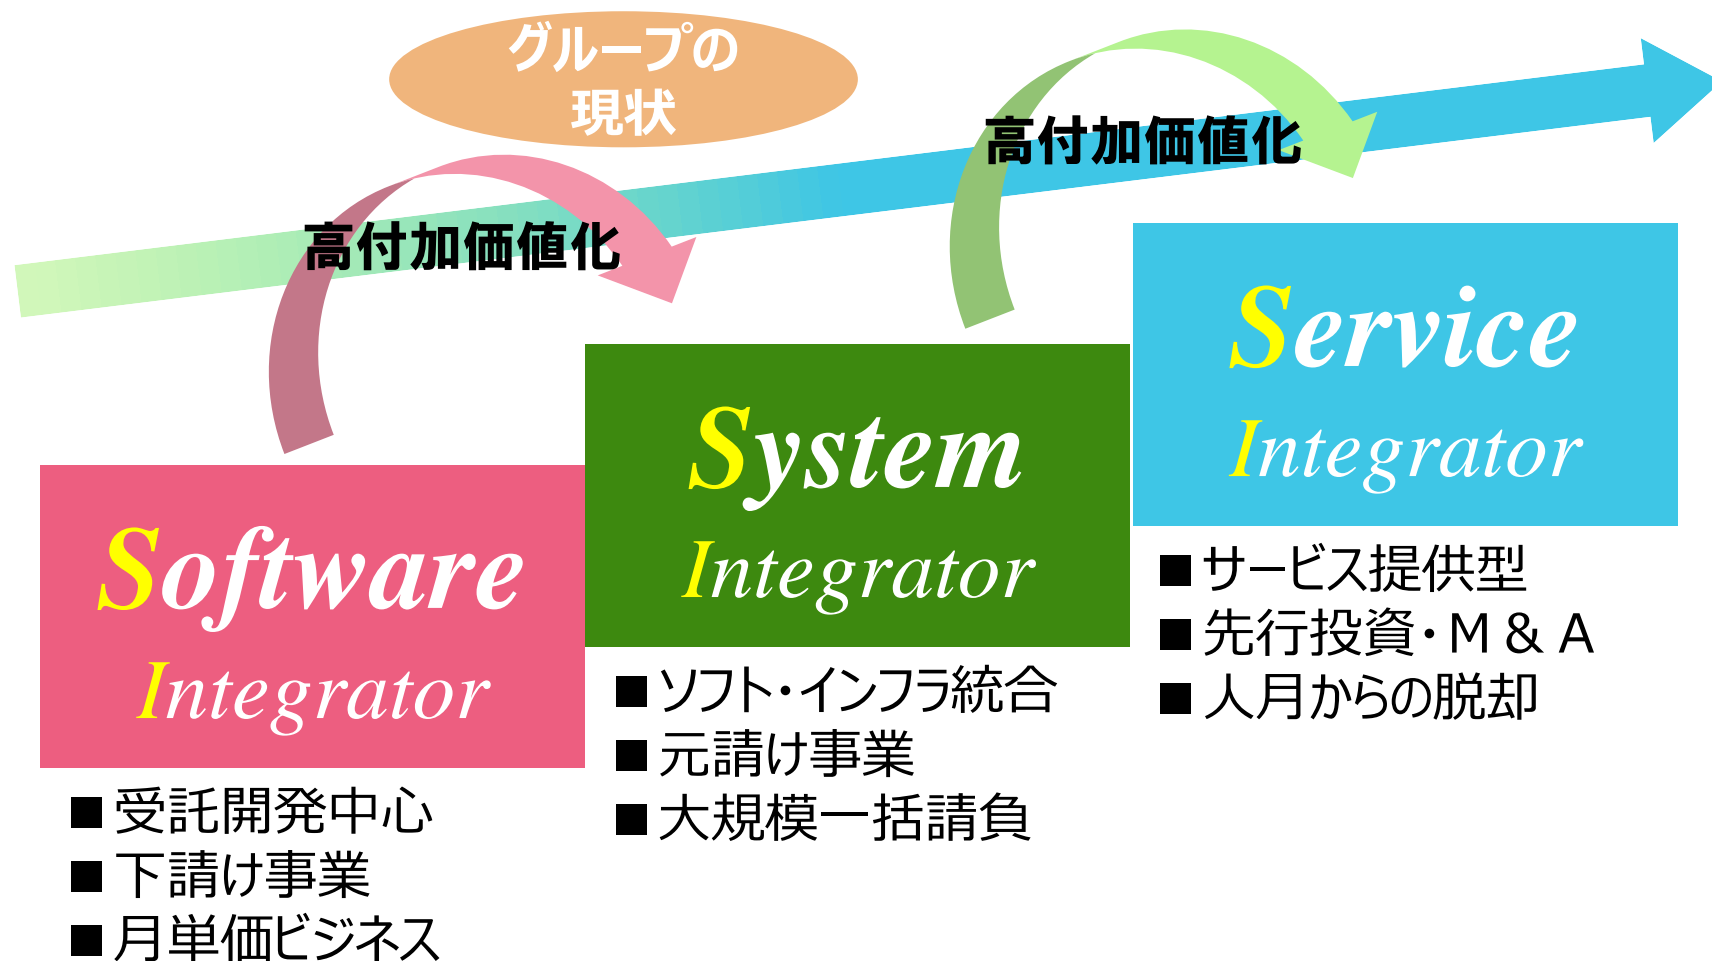 グループの
現状
高付加価値化
高付加価値化
Software
Integrator
■受託開発中心
■下請け事業
■月単価ビジネス
System
Integrator
■ソフト・インフラ統合
■元請け事業
■大規模一括請負
Service
Integrator
■サービス提供型
■先行投資・M & A
■人月からの脱却